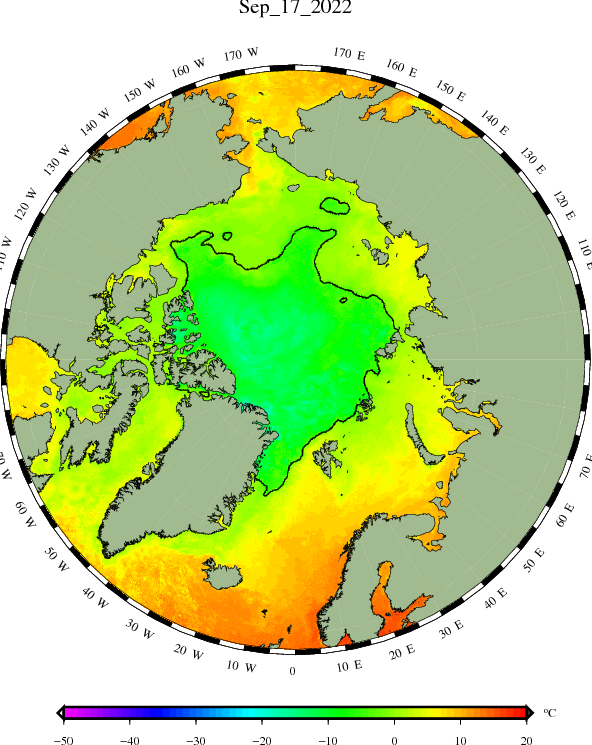 Sep_17_2022
170 W
170 E
160 W
160 E
150 W
150 E
140 W
140 E
130 W
130 E
120 W
120 E
110 E
70 E
60 W
60 E
50 W
50 E
40 W
40 E
30 W
30 E
20 W
20 E
10 W
10 E
0
°C
−50 −40 −30 −20 −10 0 10 20